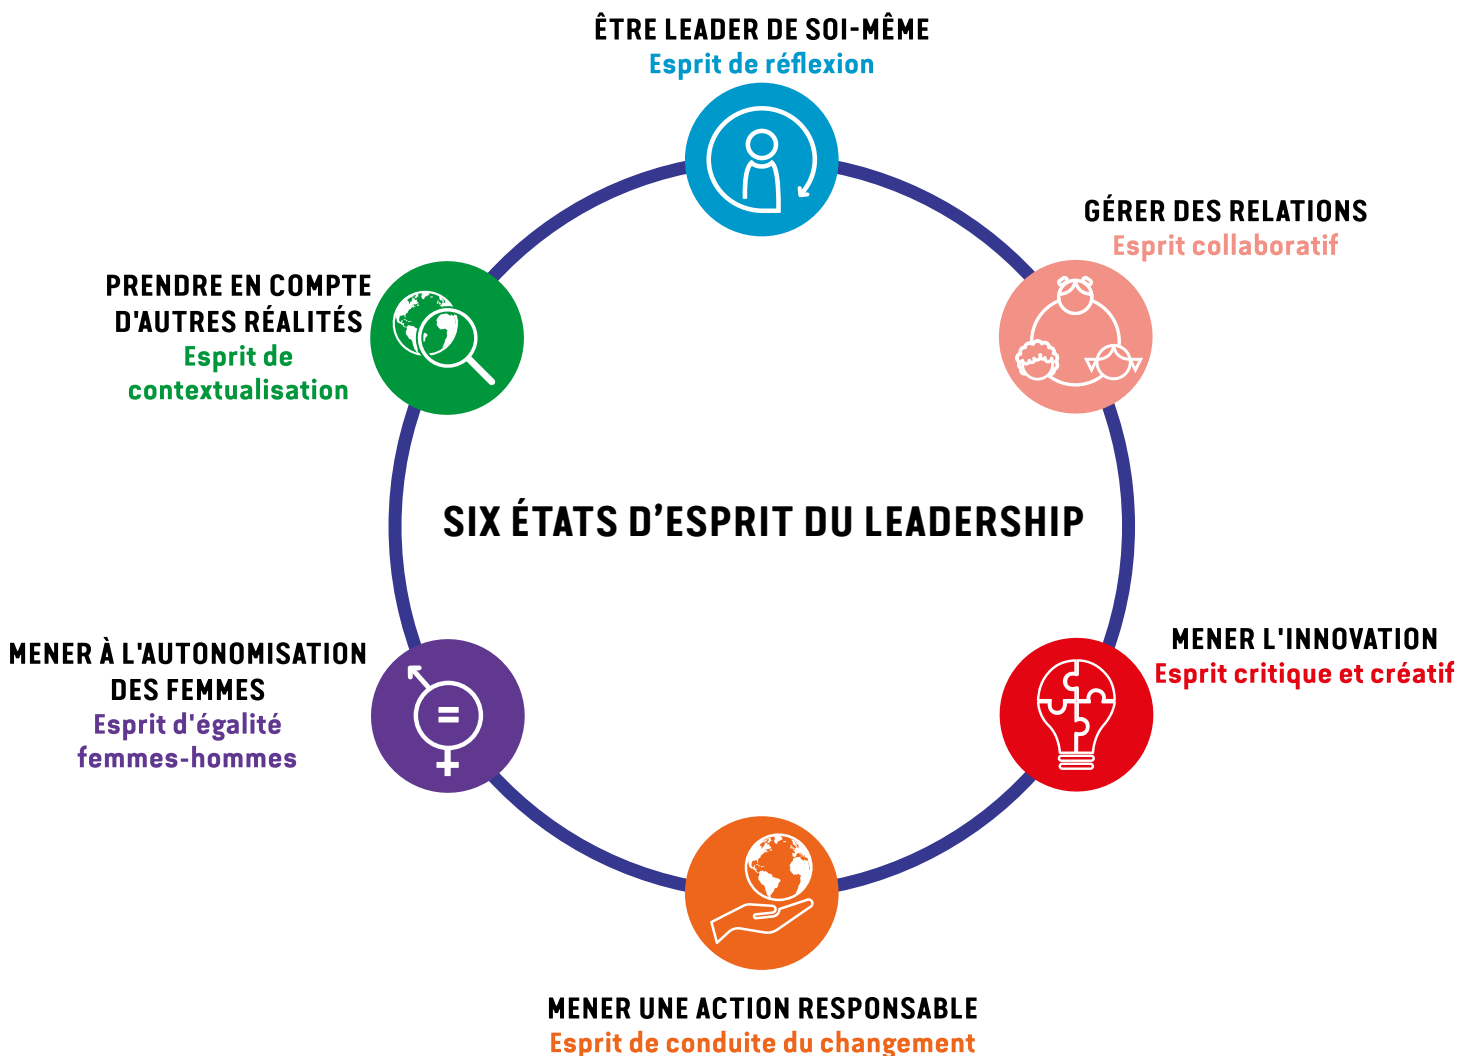 ÊTRE LEADER DE SOI-MÊME
Esprit de réflexion
GÉRER DES RELATIONS
Esprit collaboratif
PRENDRE EN COMPTE
D'AUTRES RÉALITÉS
Esprit de
contextualisation
SIX ÉTATS D’ESPRIT DU LEADERSHIP
MENER L'INNOVATION
Esprit critique et créatif
MENER À L'AUTONOMISATION
DES FEMMES
Esprit d'égalité
femmes-hommes
MENER UNE ACTION RESPONSABLE
Esprit de conduite du changement